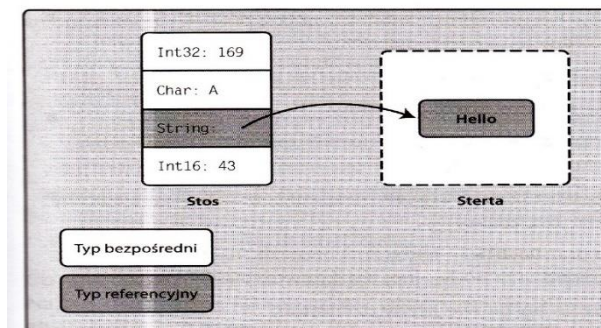 Int32: 169
Char: A
String:
Int16: 43
Hello
Stos
Sterta
Typ bezpośredni
Typ referencyjny